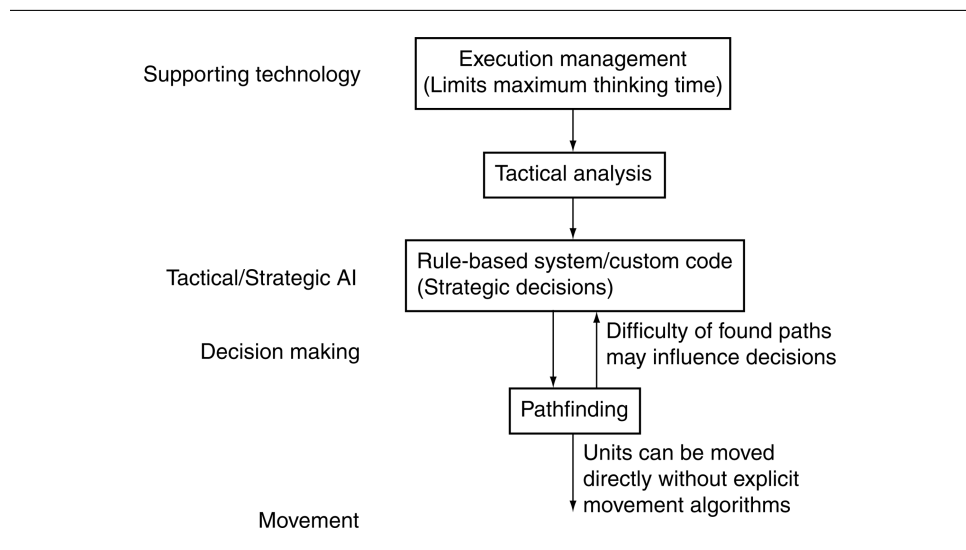 Supporting technology
Execution management
(Limits maximum thinking time)
Tactical analysis
Tactical/Strategic AI
Rule-based system/custom code
(Strategic decisions)
Decision making
Difficulty of found paths
may influence decisions
Pathfinding
Units can be moved
directly without explicit
movement algorithms
Movement